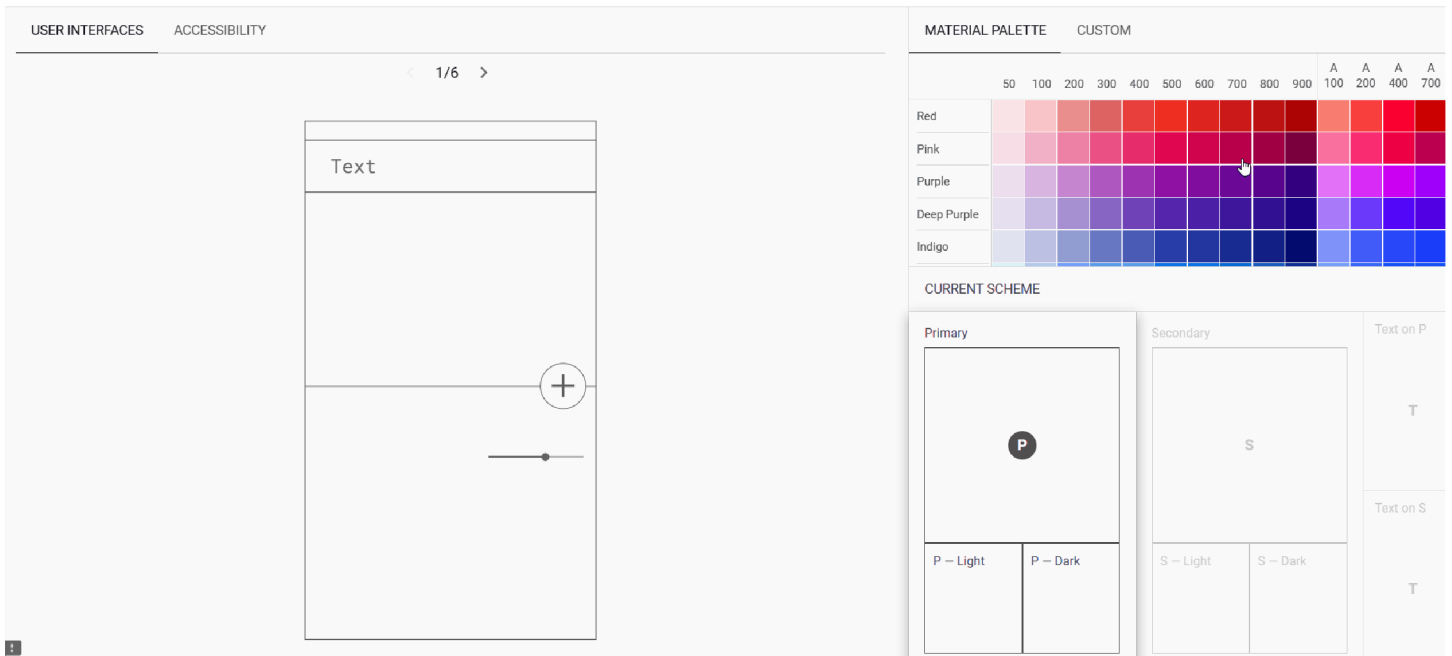 USER INTERFACES ACCESSIBILITY
1/6
Text
MATERIAL PALETTE CUSTOM
50 100 200 300 400 500 600 700 800 900 A 100 A 200 A 400 A 700
Red
Pink
Purple
Deep Purple
Indigo
CURRENT SCHEME
Primary
P
P – Light P – Dark
Secondary
S
S – Light S – Dark
Text on P
T
Text on S
T
!